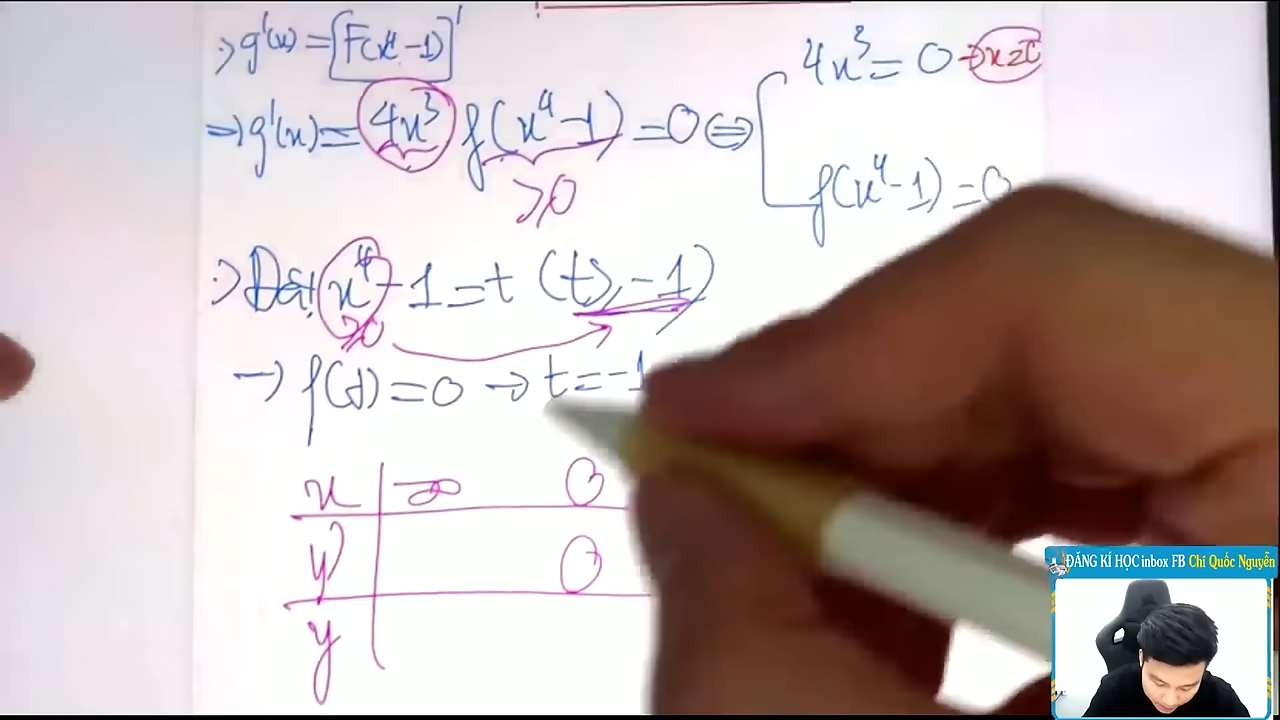 :) g'(x) = [F(x⁴-1)]'
⇒ g'(x) = 4x³ f(x⁴-1) = 0 ⇔
≥0
4x³ = 0 → x=0
f(x⁴-1) = 0
:) Đặt x⁴-1 = t (t ≥ -1)
≥0
→ f(t) = 0 → t = -1
x -∞ 0
y' 0
y
ĐĂNG KÍ HỌC inbox FB Chí Quốc Nguyễn